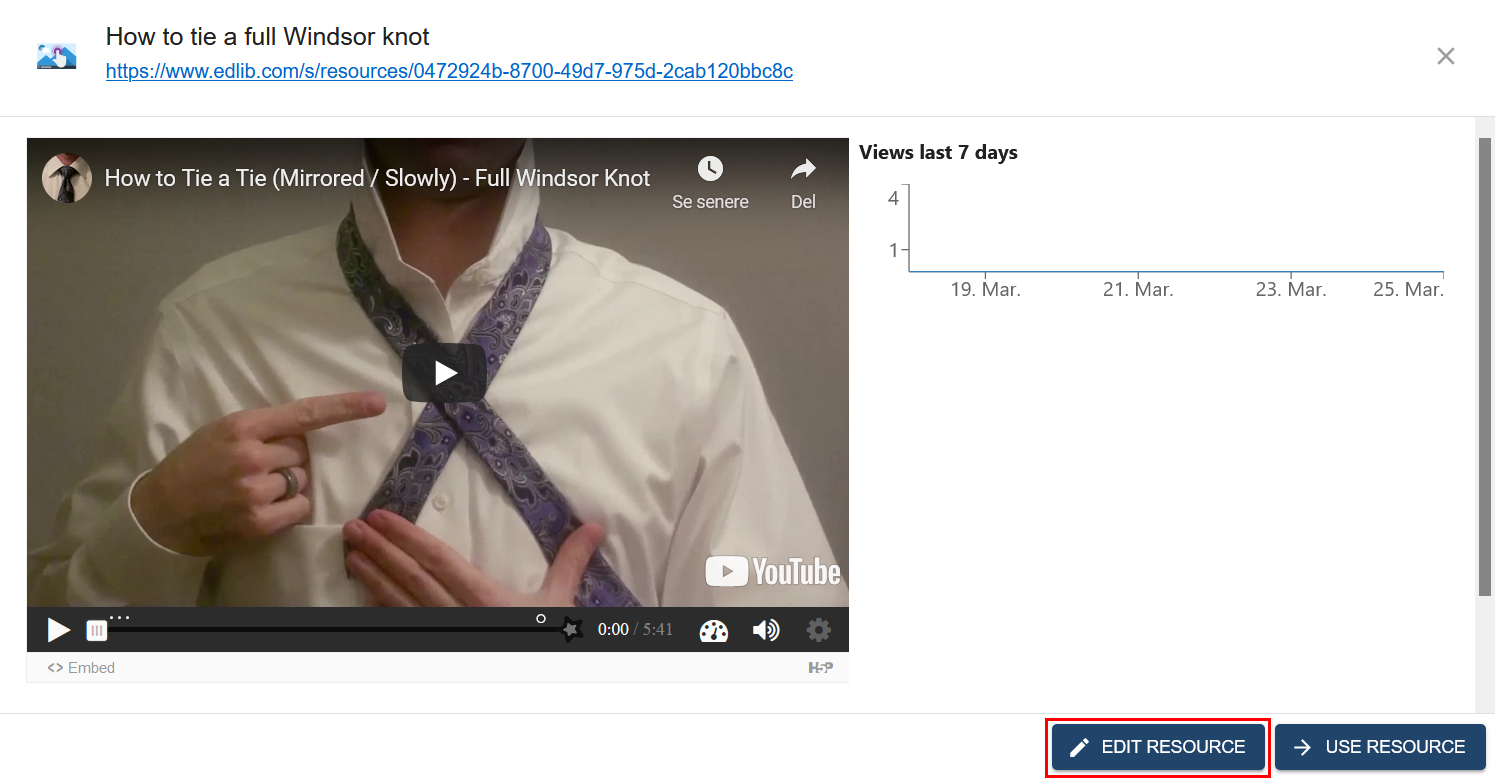 How to tie a full Windsor knot
https://www.edlib.com/s/resources/0472924b-8700-49d7-975d-2cab120bbc8c
How to Tie a Tie (Mirrored / Slowly) - Full Windsor Knot
Se senere
Del
YouTube
0:00 / 5:41
<> Embed
H-P
Views last 7 days
4
1
19. Mar.
21. Mar.
23. Mar.
25. Mar.
EDIT RESOURCE
USE RESOURCE